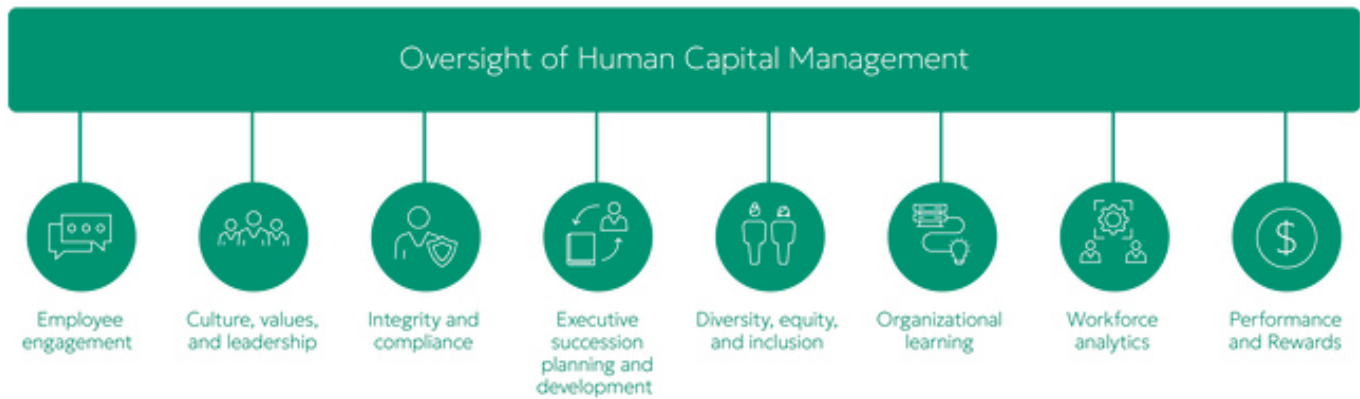 Oversight of Human Capital Management
Employee
engagement
Culture, values,
and leadership
Integrity and
compliance
Executive
succession
planning and
development
Diversity, equity,
and inclusion
Organizational
learning
Workforce
analytics
Performance
and Rewards
$